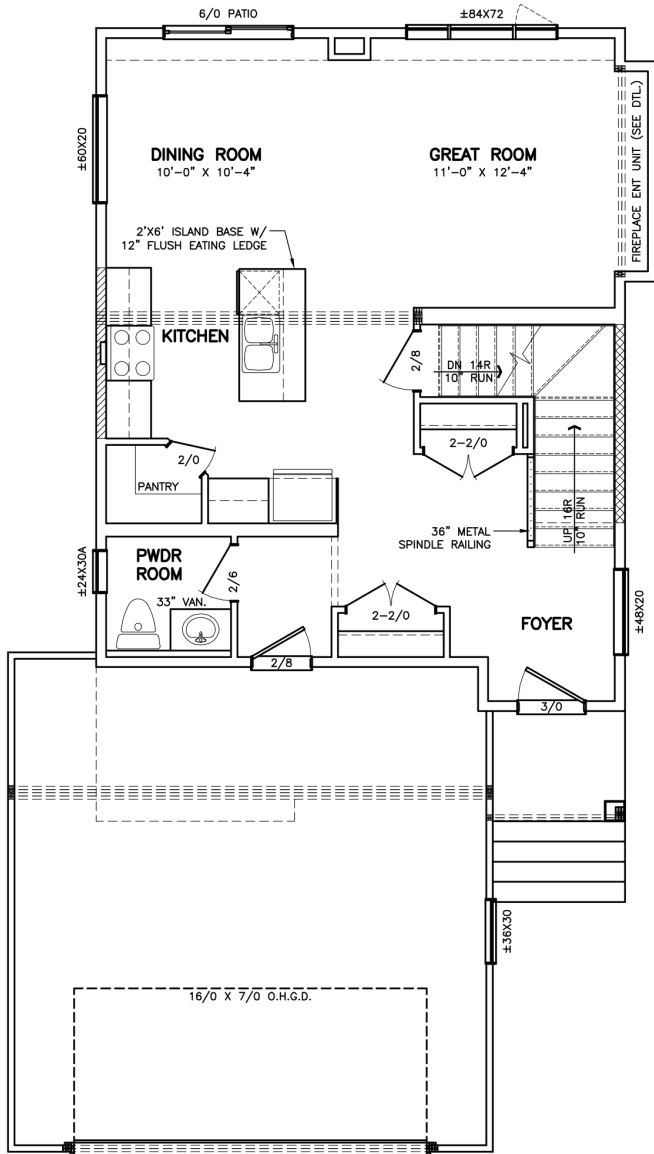 6/0 PATIO
±84X72
±60X20
DINING ROOM
10'-0" X 10'-4"
GREAT ROOM
11'-0" X 12'-4"
FIREPLACE ENT UNIT (SEE DTL.)
2'X6' ISLAND BASE W/
12" FLUSH EATING LEDGE
KITCHEN
2/8
DN 14R
10" RUN
2/0
2-2/0
PANTRY
UP 16R
10" RUN
36" METAL
SPINDLE RAILING
±24X30A
PWDR
ROOM
2/6
33" VAN.
2-2/0
FOYER
±48X20
2/8
3/0
±36X30
16/0 X 7/0 O.H.G.D.